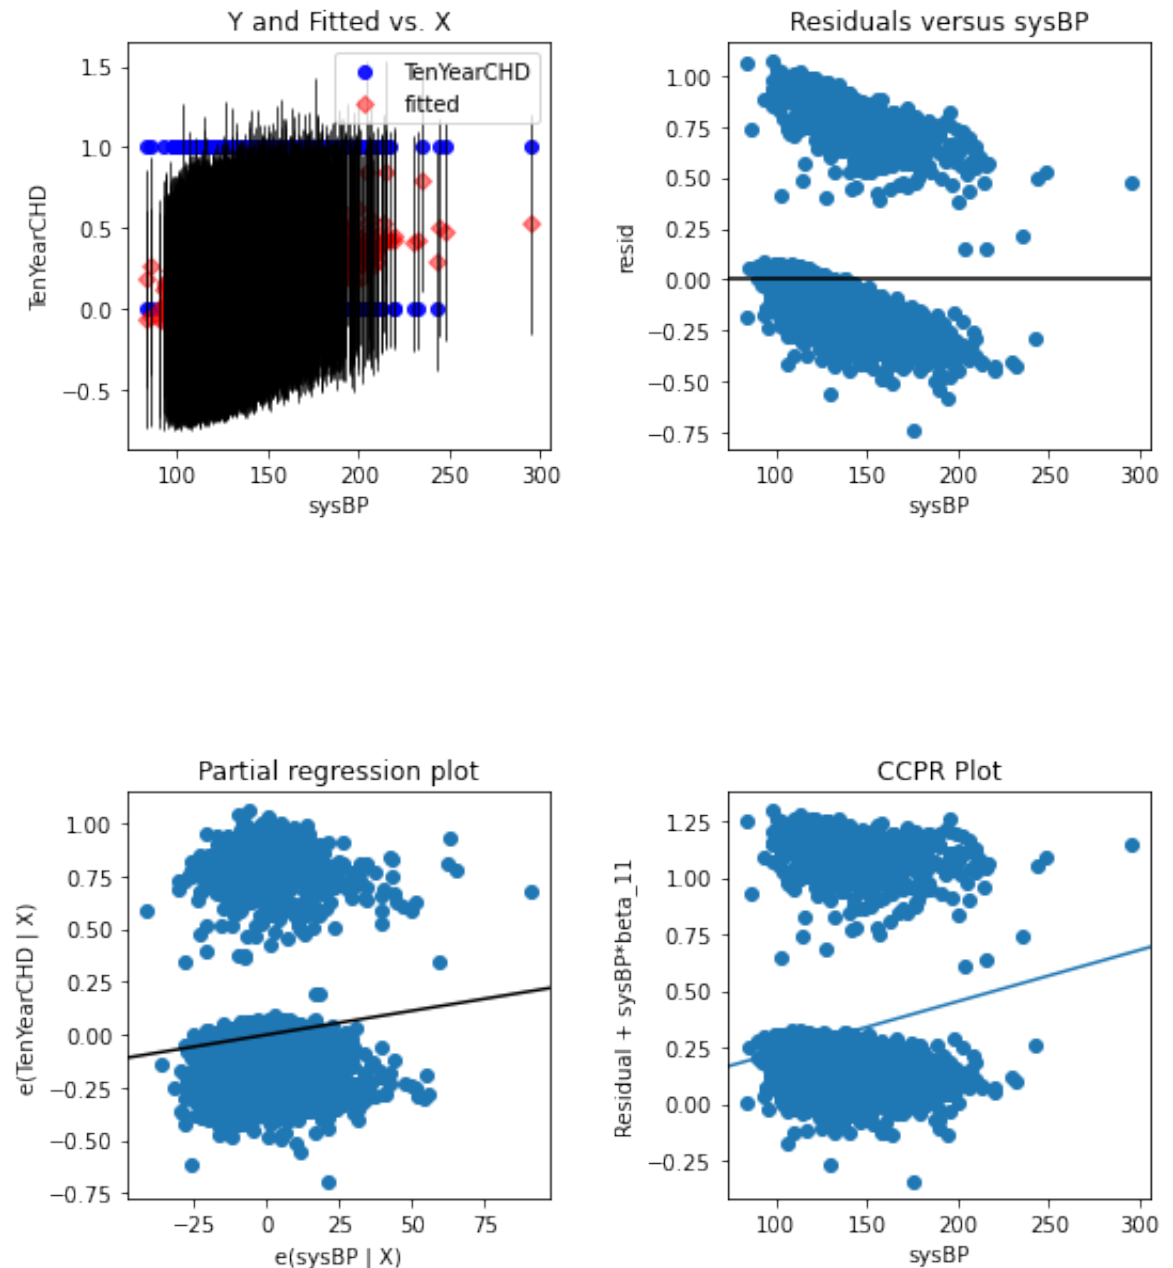 Y and Fitted vs. X
TenYearCHD
fitted
1.5
1.0
0.5
0.0
−0.5
TenYearCHD
100 150 200 250 300
sysBP
Residuals versus sysBP
1.00
0.75
0.50
0.25
0.00
−0.25
−0.50
−0.75
resid
100 150 200 250 300
sysBP
Partial regression plot
1.00
0.75
0.50
0.25
0.00
−0.25
−0.50
−0.75
e(TenYearCHD | X)
−25 0 25 50 75
e(sysBP | X)
CCPR Plot
1.25
1.00
0.75
0.50
0.25
0.00
−0.25
Residual + sysBP*beta_11
100 150 200 250 300
sysBP